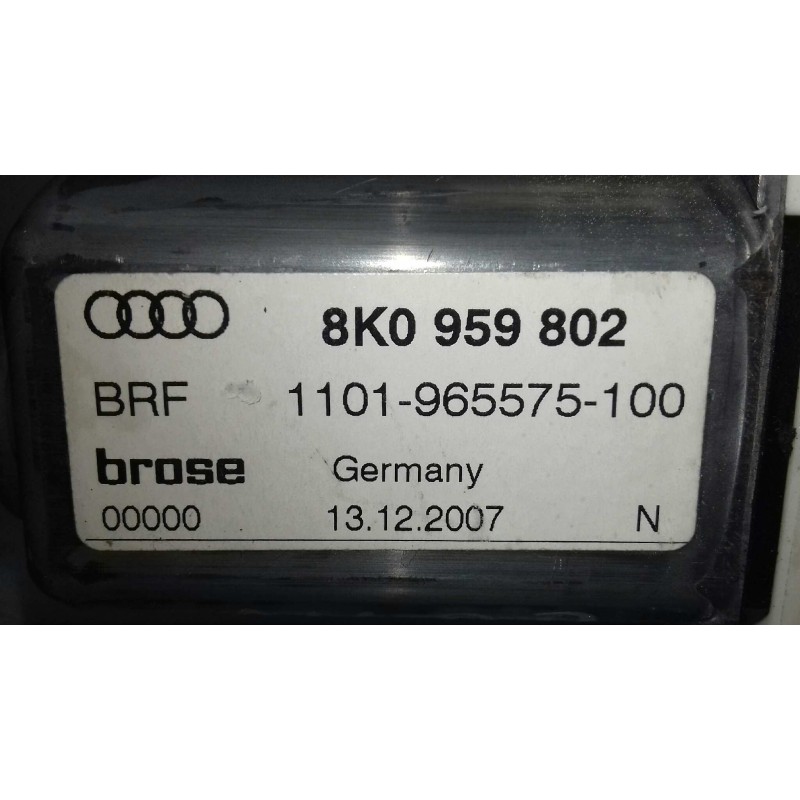 8K0 959 802
BRF 1101-965575-100
brose Germany
00000 13.12.2007 N